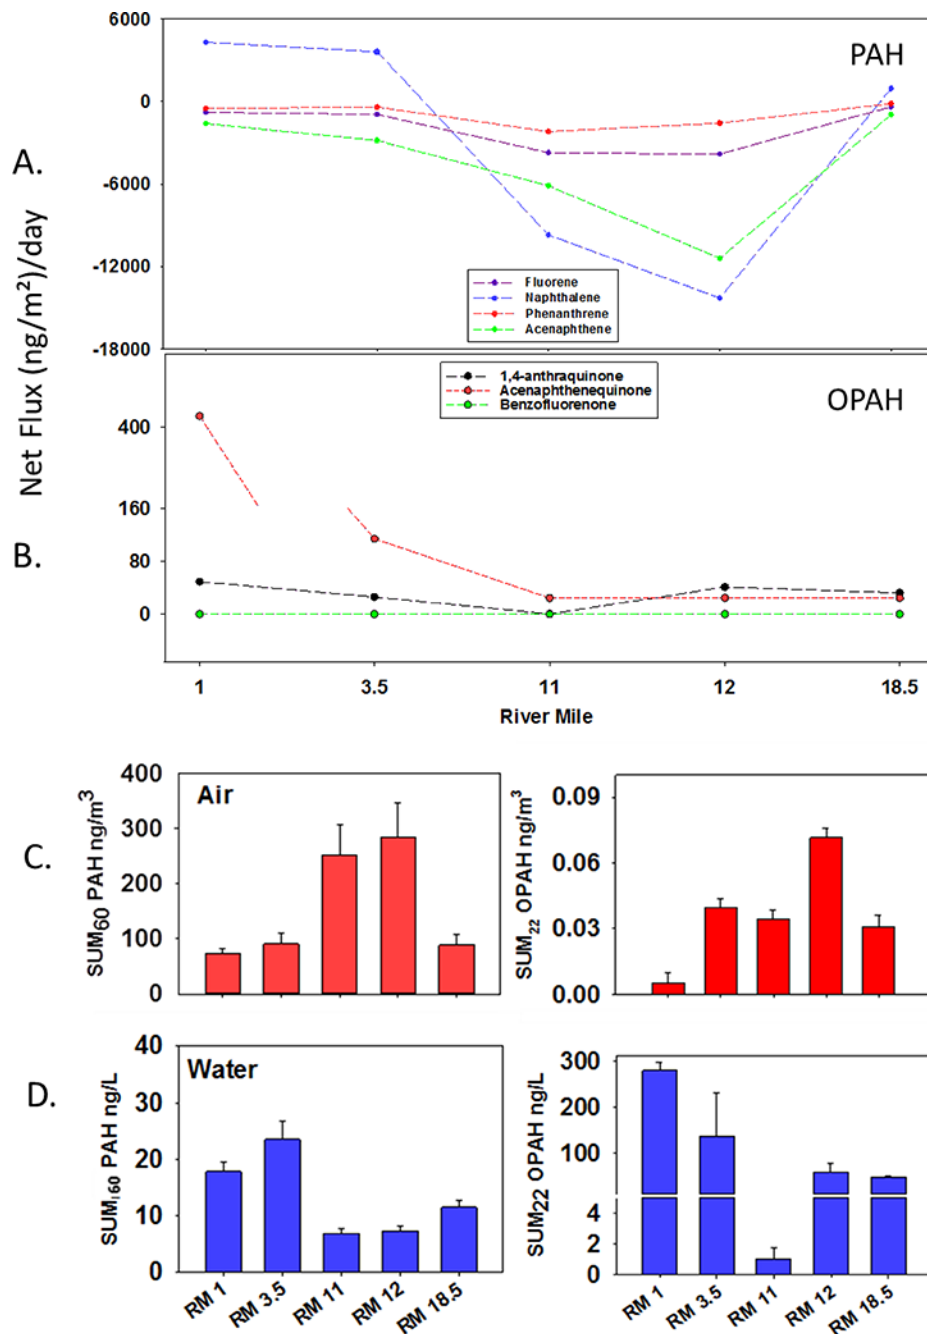 6000
PAH
0
A.
-6000
-12000
Fluorene
Naphthalene
Phenanthrene
Acenaphthene
-18000
Net Flux (ng/m²)/day
1,4-anthraquinone
Acenaphthenequinone
Benzofluorenone
OPAH
400
160
B.
80
0
1 3.5 11 12 18.5
River Mile
C.
SUM60 PAH ng/m³
400
Air
300
200
100
0
SUM22 OPAH ng/m³
0.09
0.06
0.03
0.00
D.
SUM¡60 PAH ng/L
40
Water
30
20
10
0
RM 1 RM 3.5 RM 11 RM 12 RM 18.5
SUM22 OPAH ng/L
300
200
100
4
2
0
RM 1 RM 3.5 RM 11 RM 12 RM 18.5